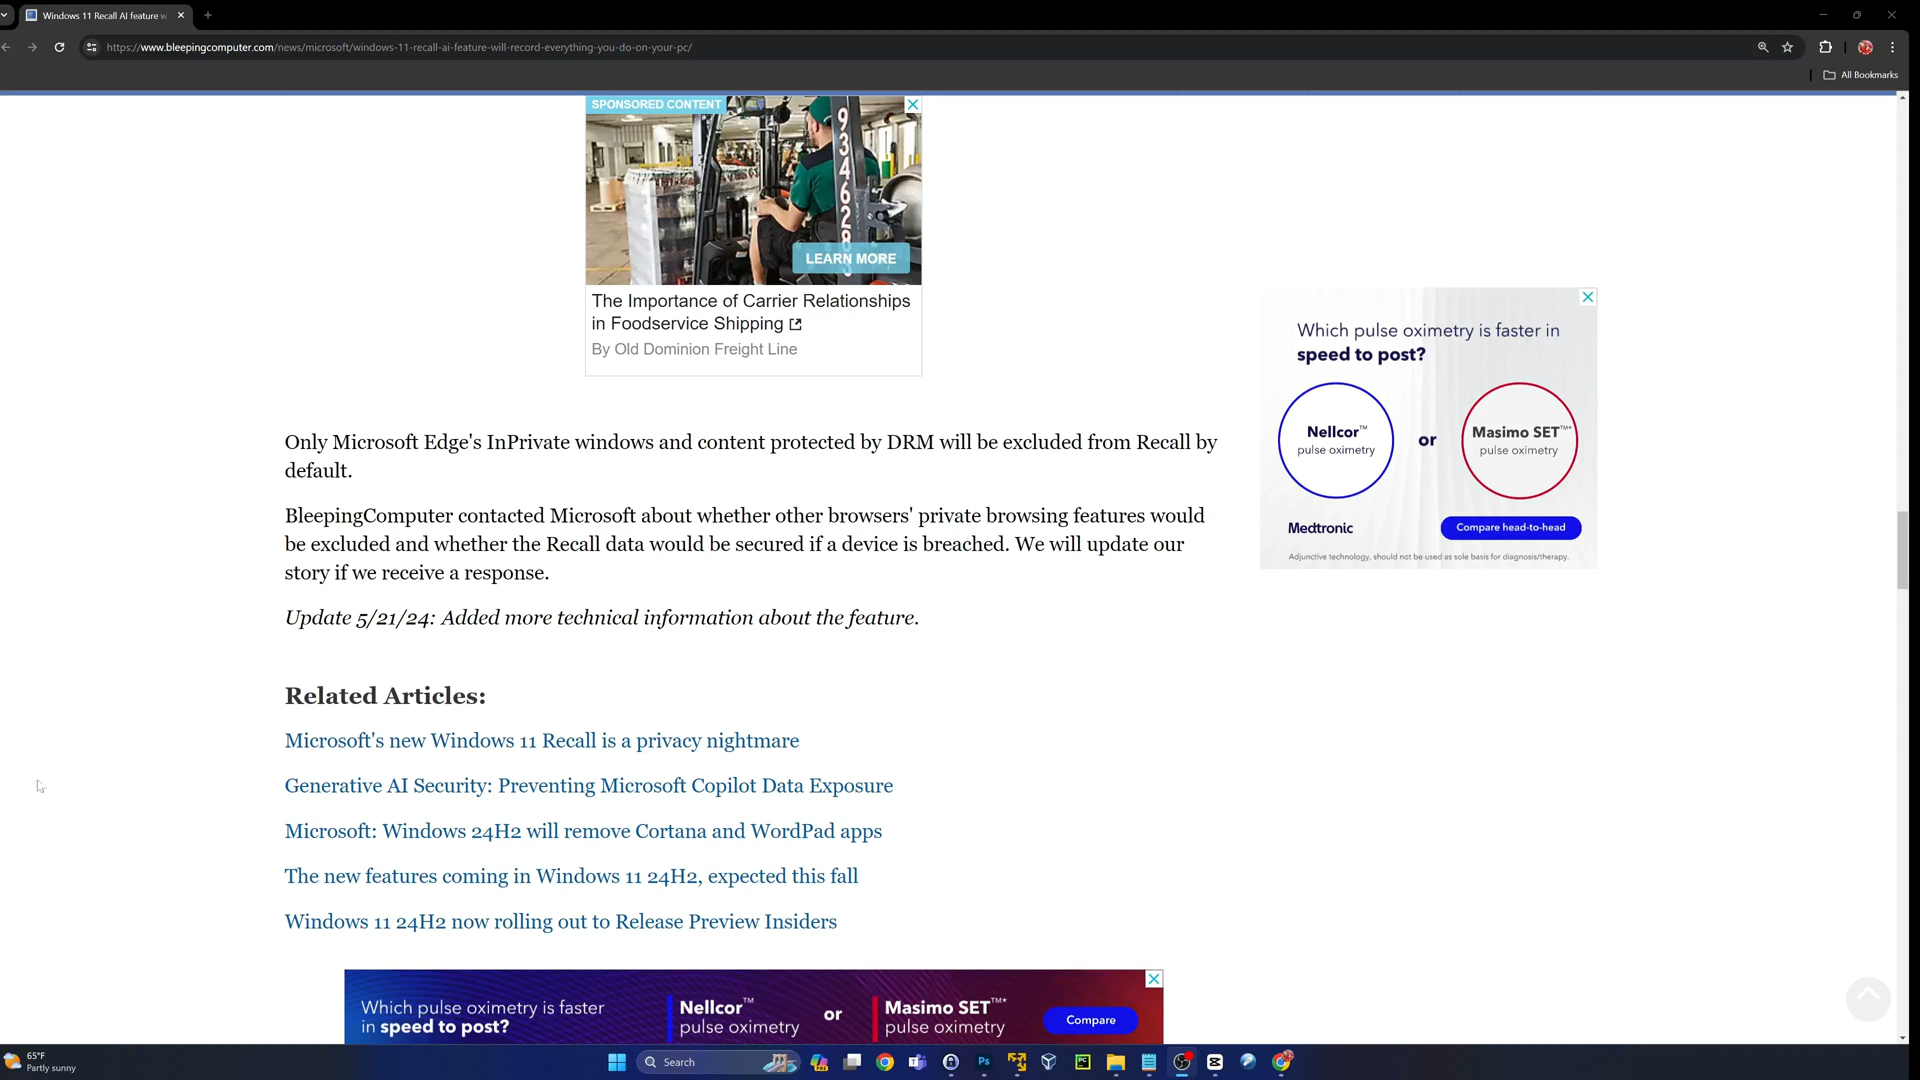 Windows 11 Recall AI feature w
https://www.bleepingcomputer.com/news/microsoft/windows-11-recall-ai-feature-will-record-everything-you-do-on-your-pc/
All Bookmarks
SPONSORED CONTENT
9346288
LEARN MORE
The Importance of Carrier Relationships
in Foodservice Shipping
By Old Dominion Freight Line
Which pulse oximetry is faster in
speed to post?
Nellcor™
pulse oximetry
or
Masimo SET™*
pulse oximetry
Medtronic
Compare head-to-head
Adjunctive technology, should not be used as sole basis for diagnosis/therapy.
Only Microsoft Edge's InPrivate windows and content protected by DRM will be excluded from Recall by
default.
BleepingComputer contacted Microsoft about whether other browsers' private browsing features would
be excluded and whether the Recall data would be secured if a device is breached. We will update our
story if we receive a response.
Update 5/21/24: Added more technical information about the feature.
Related Articles:
Microsoft's new Windows 11 Recall is a privacy nightmare
Generative AI Security: Preventing Microsoft Copilot Data Exposure
Microsoft: Windows 24H2 will remove Cortana and WordPad apps
The new features coming in Windows 11 24H2, expected this fall
Windows 11 24H2 now rolling out to Release Preview Insiders
Which pulse oximetry is faster
in speed to post?
Nellcor™
pulse oximetry
or
Masimo SET™*
pulse oximetry
Compare
65°F
Partly sunny
Search
Ps
PC